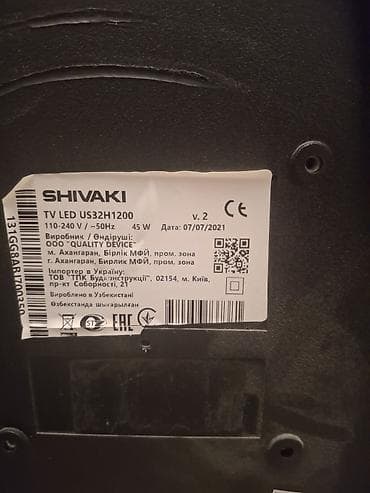 SHIVAKI
TV LED US32H1200 v. 2 CE
110-240 V / ~50Hz 45 W Дата: 07/07/2021
Виробник / Өндіруші:
ООО "QUALITY DEVICE"
м. Ахангаран, Бірлік МФЙ, пром. зона
г. Ахангаран, Бирлик МФЙ, пром. зона
Імпортер в Україну:
ТОВ "ТПК Будконструкції", 02154, м. Київ,
пр-кт Соборності, 21
Вироблено в Узбекистані
Өзбекстанда шығарылған
EAC